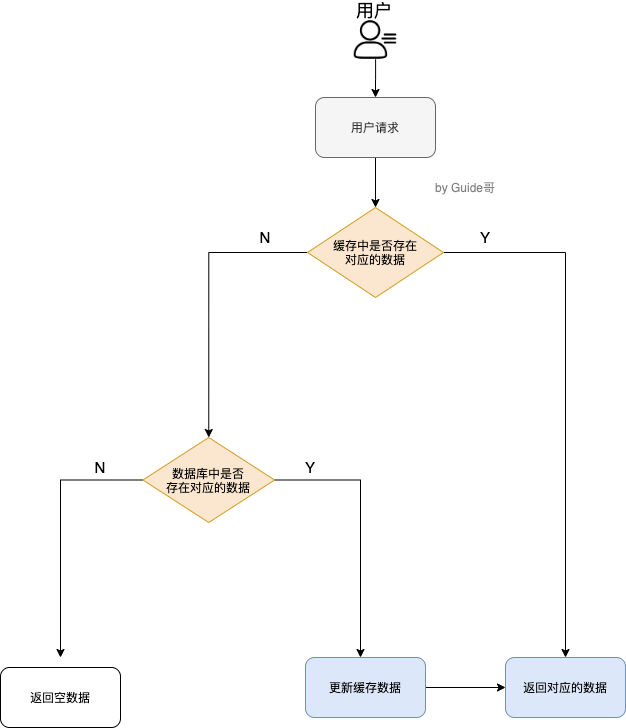 用户
用户请求
by Guide哥
缓存中是否存在
对应的数据
N
Y
数据库中是否
存在对应的数据
N
Y
返回空数据
更新缓存数据
返回对应的数据